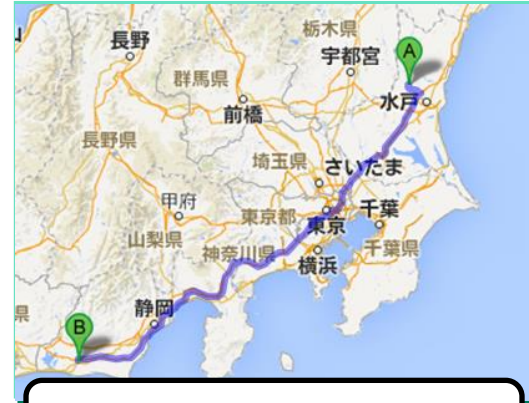 栃木県
長野
宇都宮
A
群馬県
水戸
前橋
長野県
埼玉県
さいたま
甲府
東京都
東京
千葉
山梨県
神奈川県
千葉県
横浜
静岡
B
県